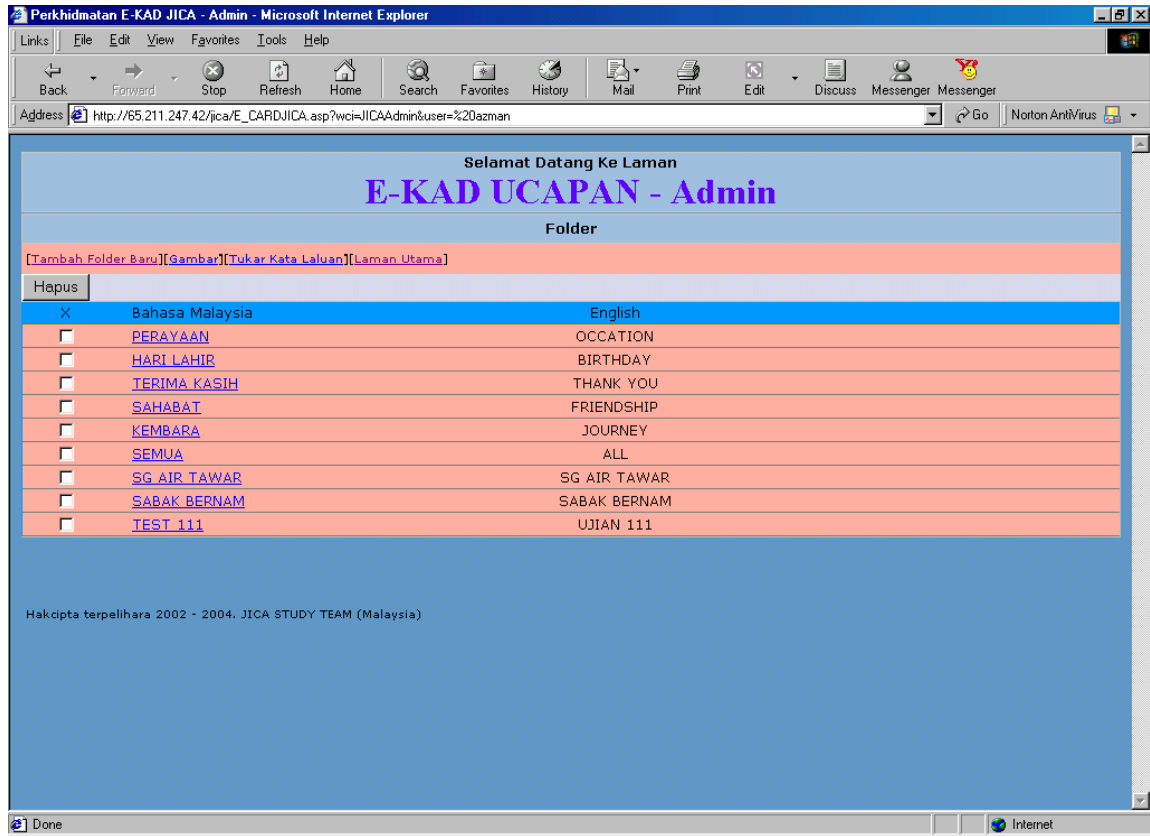 Perkhidmatan E-KAD JICA - Admin - Microsoft Internet Explorer
Links File Edit View Favorites Tools Help
Back Forward Stop Refresh Home Search Favorites History Mail Print Edit Discuss Messenger Messenger
Address http://65.211.247.42/jica/E_CARDJICA.asp?wci=JICAAdmin&user=%20azman Go Norton AntiVirus
Selamat Datang Ke Laman
E-KAD UCAPAN - Admin
Folder
[Tambah Folder Baru][Gambar][Tukar Kata Laluan][Laman Utama]
Hapus
X Bahasa Malaysia English
PERAYAAN OCCATION
HARI LAHIR BIRTHDAY
TERIMA KASIH THANK YOU
SAHABAT FRIENDSHIP
KEMBARA JOURNEY
SEMUA ALL
SG AIR TAWAR SG AIR TAWAR
SABAK BERNAM SABAK BERNAM
TEST 111 UJIAN 111
Hakcipta terpelihara 2002 - 2004. JICA STUDY TEAM (Malaysia)
Done Internet